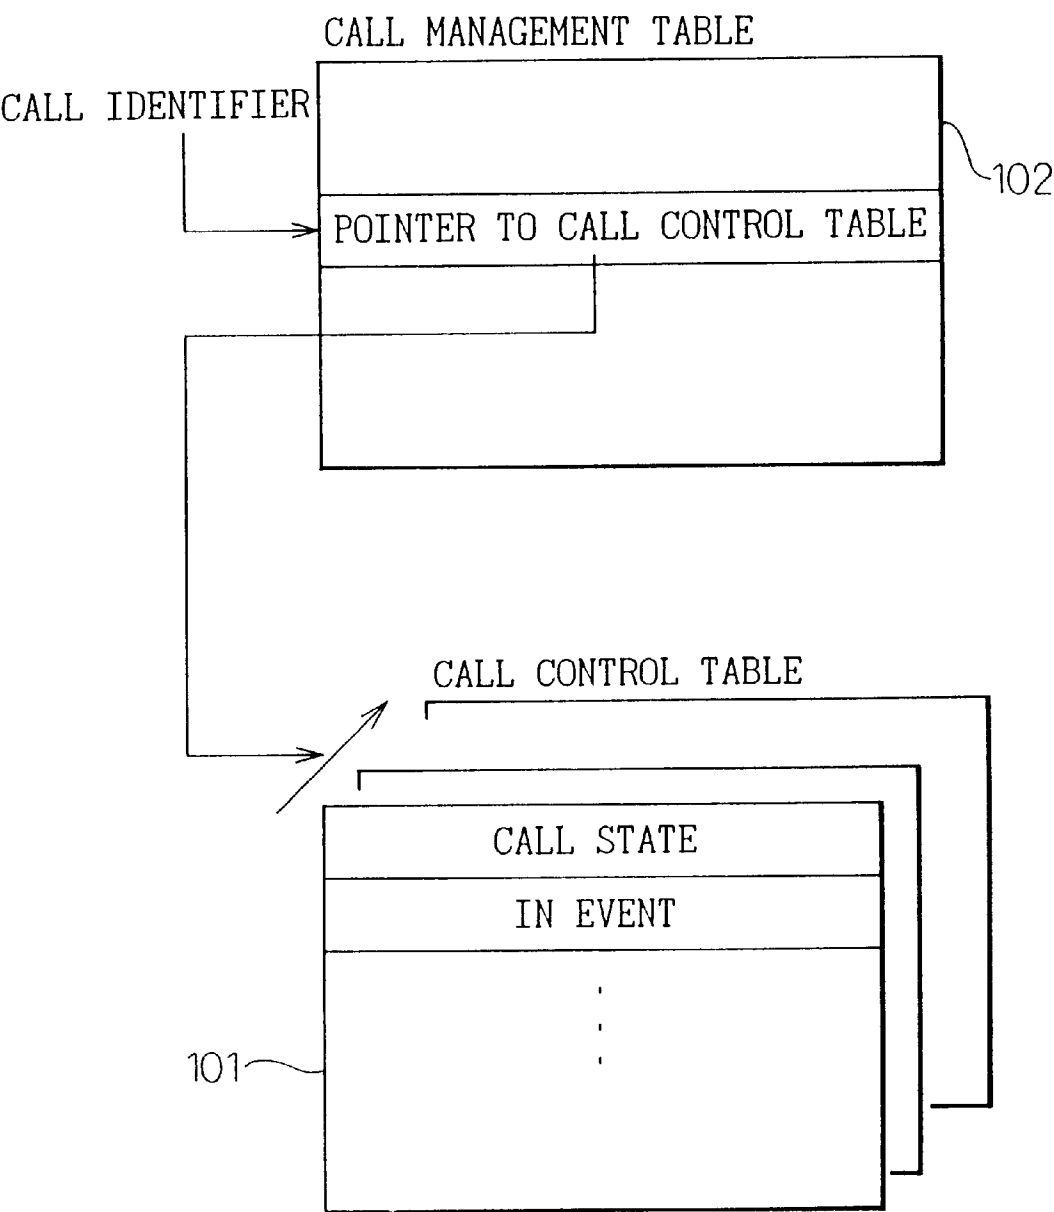 CALL MANAGEMENT TABLE
CALL IDENTIFIER
102
POINTER TO CALL CONTROL TABLE
CALL CONTROL TABLE
CALL STATE
IN EVENT
101